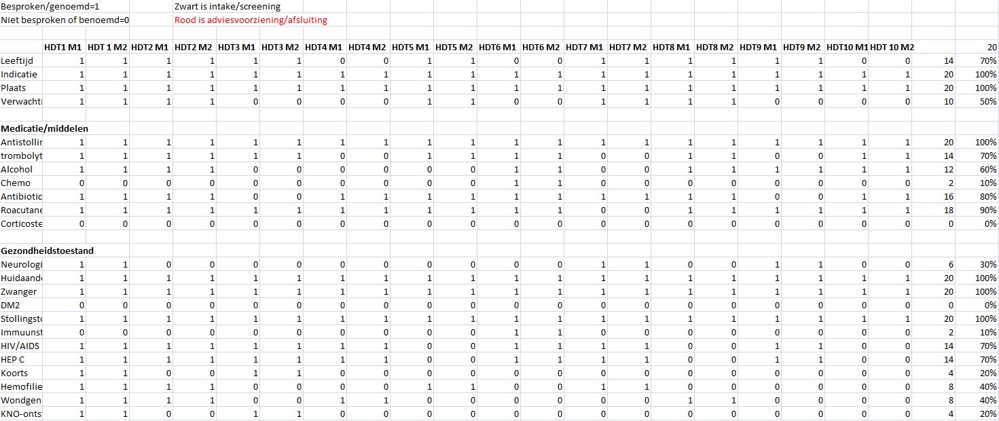 Besproken/genoemd=1 Zwart is intake/screening
Niet besproken of benoemd=0 Rood is adviesvoorziening/afsluiting
HDT1 M1 HDT 1 M2 HDT2 M1 HDT2 M2 HDT3 M1 HDT3 M2 HDT4 M1 HDT4 M2 HDT5 M1 HDT5 M2 HDT6 M1 HDT6 M2 HDT7 M1 HDT7 M2 HDT8 M1 HDT8 M2 HDT9 M1 HDT9 M2 HDT10 M1 HDT 10 M2 20
Leeftijd 1 1 1 1 1 1 0 0 1 1 0 0 1 1 1 1 1 1 0 0 14 70%
Indicatie 1 1 1 1 1 1 1 1 1 1 1 1 1 1 1 1 1 1 1 1 20 100%
Plaats 1 1 1 1 1 1 1 1 1 1 1 1 1 1 1 1 1 1 1 1 20 100%
Verwachti 1 1 1 1 0 0 0 0 1 1 0 0 1 1 1 1 0 0 0 0 10 50%
Medicatie/middelen
Antistollin 1 1 1 1 1 1 1 1 1 1 1 1 1 1 1 1 1 1 1 1 20 100%
trombolyt 1 1 1 1 1 1 0 0 1 1 1 1 0 0 1 1 0 0 1 1 14 70%
Alcohol 1 1 1 1 0 0 0 0 0 0 1 1 0 0 1 1 1 1 1 1 12 60%
Chemo 0 0 0 0 0 0 0 0 0 0 1 1 0 0 0 0 0 0 0 0 2 10%
Antibiotic 1 1 1 1 0 0 1 1 1 1 1 1 1 1 1 1 0 0 1 1 16 80%
Roacutane 1 1 1 1 1 1 1 1 1 1 1 1 0 0 1 1 1 1 1 1 18 90%
Corticoste 0 0 0 0 0 0 0 0 0 0 0 0 0 0 0 0 0 0 0 0 0 0%
Gezondheidstoestand
Neurologi 1 1 0 0 0 0 0 0 0 0 0 0 1 1 0 0 1 1 0 0 6 30%
Huidaand 1 1 1 1 1 1 1 1 1 1 1 1 1 1 1 1 1 1 1 1 20 100%
Zwanger 1 1 1 1 1 1 1 1 1 1 1 1 1 1 1 1 1 1 1 1 20 100%
DM2 0 0 0 0 0 0 0 0 0 0 0 0 0 0 0 0 0 0 0 0 0 0%
Stollingsto 1 1 1 1 1 1 1 1 1 1 1 1 1 1 1 1 1 1 1 1 20 100%
Immuunst 0 0 0 0 0 0 0 0 0 0 1 1 0 0 0 0 0 0 0 0 2 10%
HIV/AIDS 1 1 1 1 1 1 1 1 0 0 1 1 1 1 0 0 1 1 0 0 14 70%
HEP C 1 1 1 1 1 1 1 1 0 0 1 1 1 1 0 0 1 1 0 0 14 70%
Koorts 1 1 0 0 1 1 0 0 0 0 0 0 0 0 0 0 0 0 0 0 4 20%
Hemofilie 1 1 1 1 0 0 0 0 1 1 0 0 1 1 0 0 0 0 0 0 8 40%
Wondgen 1 1 1 1 0 0 1 1 0 0 0 0 0 0 1 1 0 0 0 0 8 40%
KNO-onts 1 1 0 0 1 1 0 0 0 0 0 0 0 0 0 0 0 0 0 0 4 20%